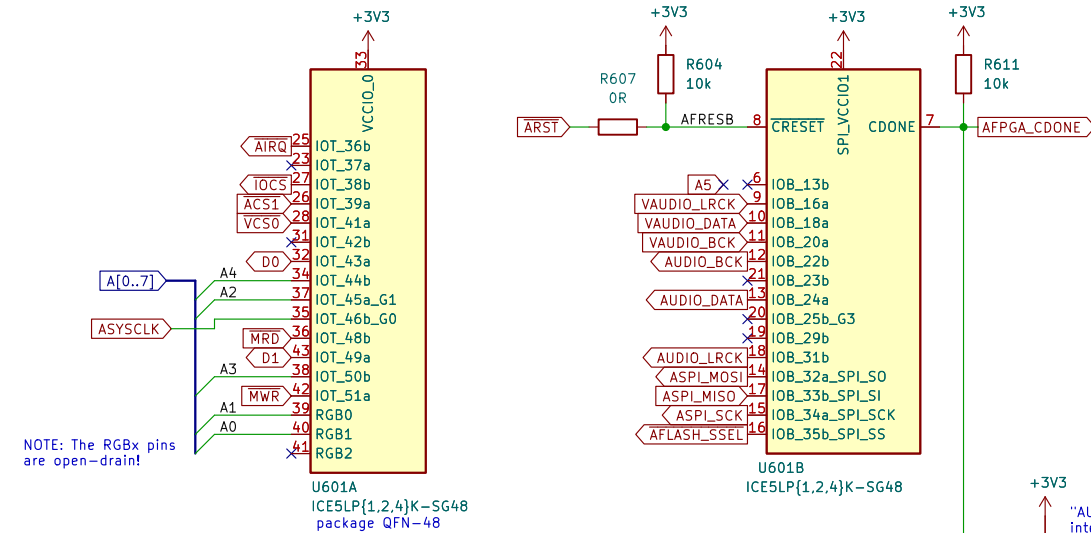 +3V3
33
VCCIO_0
AIRQ 25 IOT_36b
23 IOT_37a
IOCS 27 IOT_38b
ACS1 26 IOT_39a
VCS0 28 IOT_41a
31 IOT_42b
D0 32 IOT_43a
A[0..7] A4 34 IOT_44b
A2 37 IOT_45a_G1
ASYSCLK 35 IOT_46b_G0
MRD 36 IOT_48b
D1 43 IOT_49a
A3 38 IOT_50b
MWR 42 IOT_51a
A1 39 RGB0
A0 40 RGB1
41 RGB2
NOTE: The RGBx pins
are open-drain!
U601A
ICE5LP{1,2,4}K-SG48
package QFN-48
+3V3
+3V3
+3V3
R604
10k
R607
0R
22
SPI_VCCIO1
R611
10k
ARST AFRESB 8 CRESET
CDONE 7 AFPGA_CDONE
A5 6 IOB_13b
VAUDIO_LRCK 9 IOB_16a
VAUDIO_DATA 10 IOB_18a
VAUDIO_BCK 11 IOB_20a
AUDIO_BCK 12 IOB_22b
21 IOB_23b
AUDIO_DATA 13 IOB_24a
20 IOB_25b_G3
19 IOB_29b
AUDIO_LRCK 18 IOB_31b
ASPI_MOSI 14 IOB_32a_SPI_SO
ASPI_MISO 17 IOB_33b_SPI_SI
ASPI_SCK 15 IOB_34a_SPI_SCK
AFLASH_SSEL 16 IOB_35b_SPI_SS
U601B
ICE5LP{1,2,4}K-SG48
+3V3